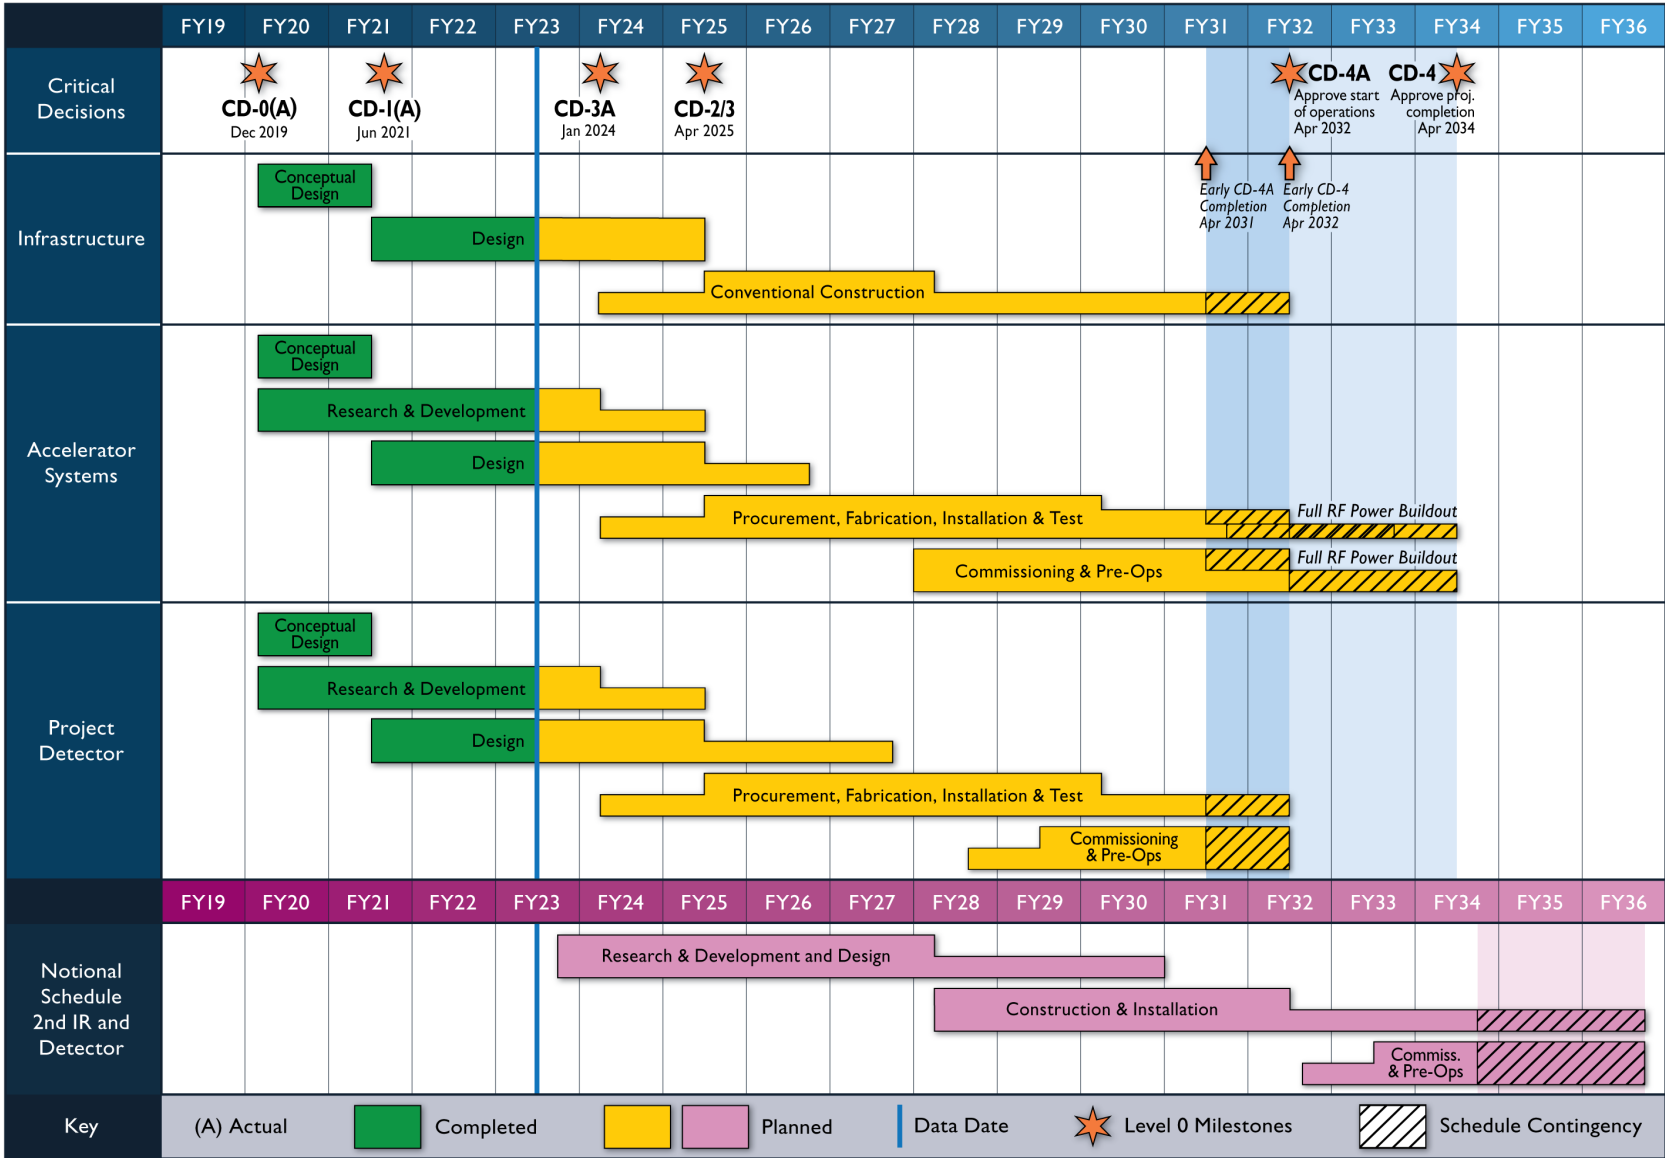 FY19 FY20 FY21 FY22 FY23 FY24 FY25 FY26 FY27 FY28 FY29 FY30 FY31 FY32 FY33 FY34 FY35 FY36
Critical
Decisions
CD-0(A)
Dec 2019
CD-1(A)
Jun 2021
CD-3A
Jan 2024
CD-2/3
Apr 2025
CD-4A
Approve start
of operations
Apr 2032
CD-4
Approve proj.
completion
Apr 2034
Infrastructure
Early CD-4A
Completion
Apr 2031
Early CD-4
Completion
Apr 2032
Conceptual
Design
Design
Conventional Construction
Accelerator
Systems
Conceptual
Design
Research & Development
Design
Procurement, Fabrication, Installation & Test
Full RF Power Buildout
Commissioning & Pre-Ops
Full RF Power Buildout
Project
Detector
Conceptual
Design
Research & Development
Design
Procurement, Fabrication, Installation & Test
Commissioning
& Pre-Ops
FY19 FY20 FY21 FY22 FY23 FY24 FY25 FY26 FY27 FY28 FY29 FY30 FY31 FY32 FY33 FY34 FY35 FY36
Notional
Schedule
2nd IR and
Detector
Research & Development and Design
Construction & Installation
Commiss.
& Pre-Ops
Key
(A) Actual
Completed
Planned
Data Date
Level 0 Milestones
Schedule Contingency